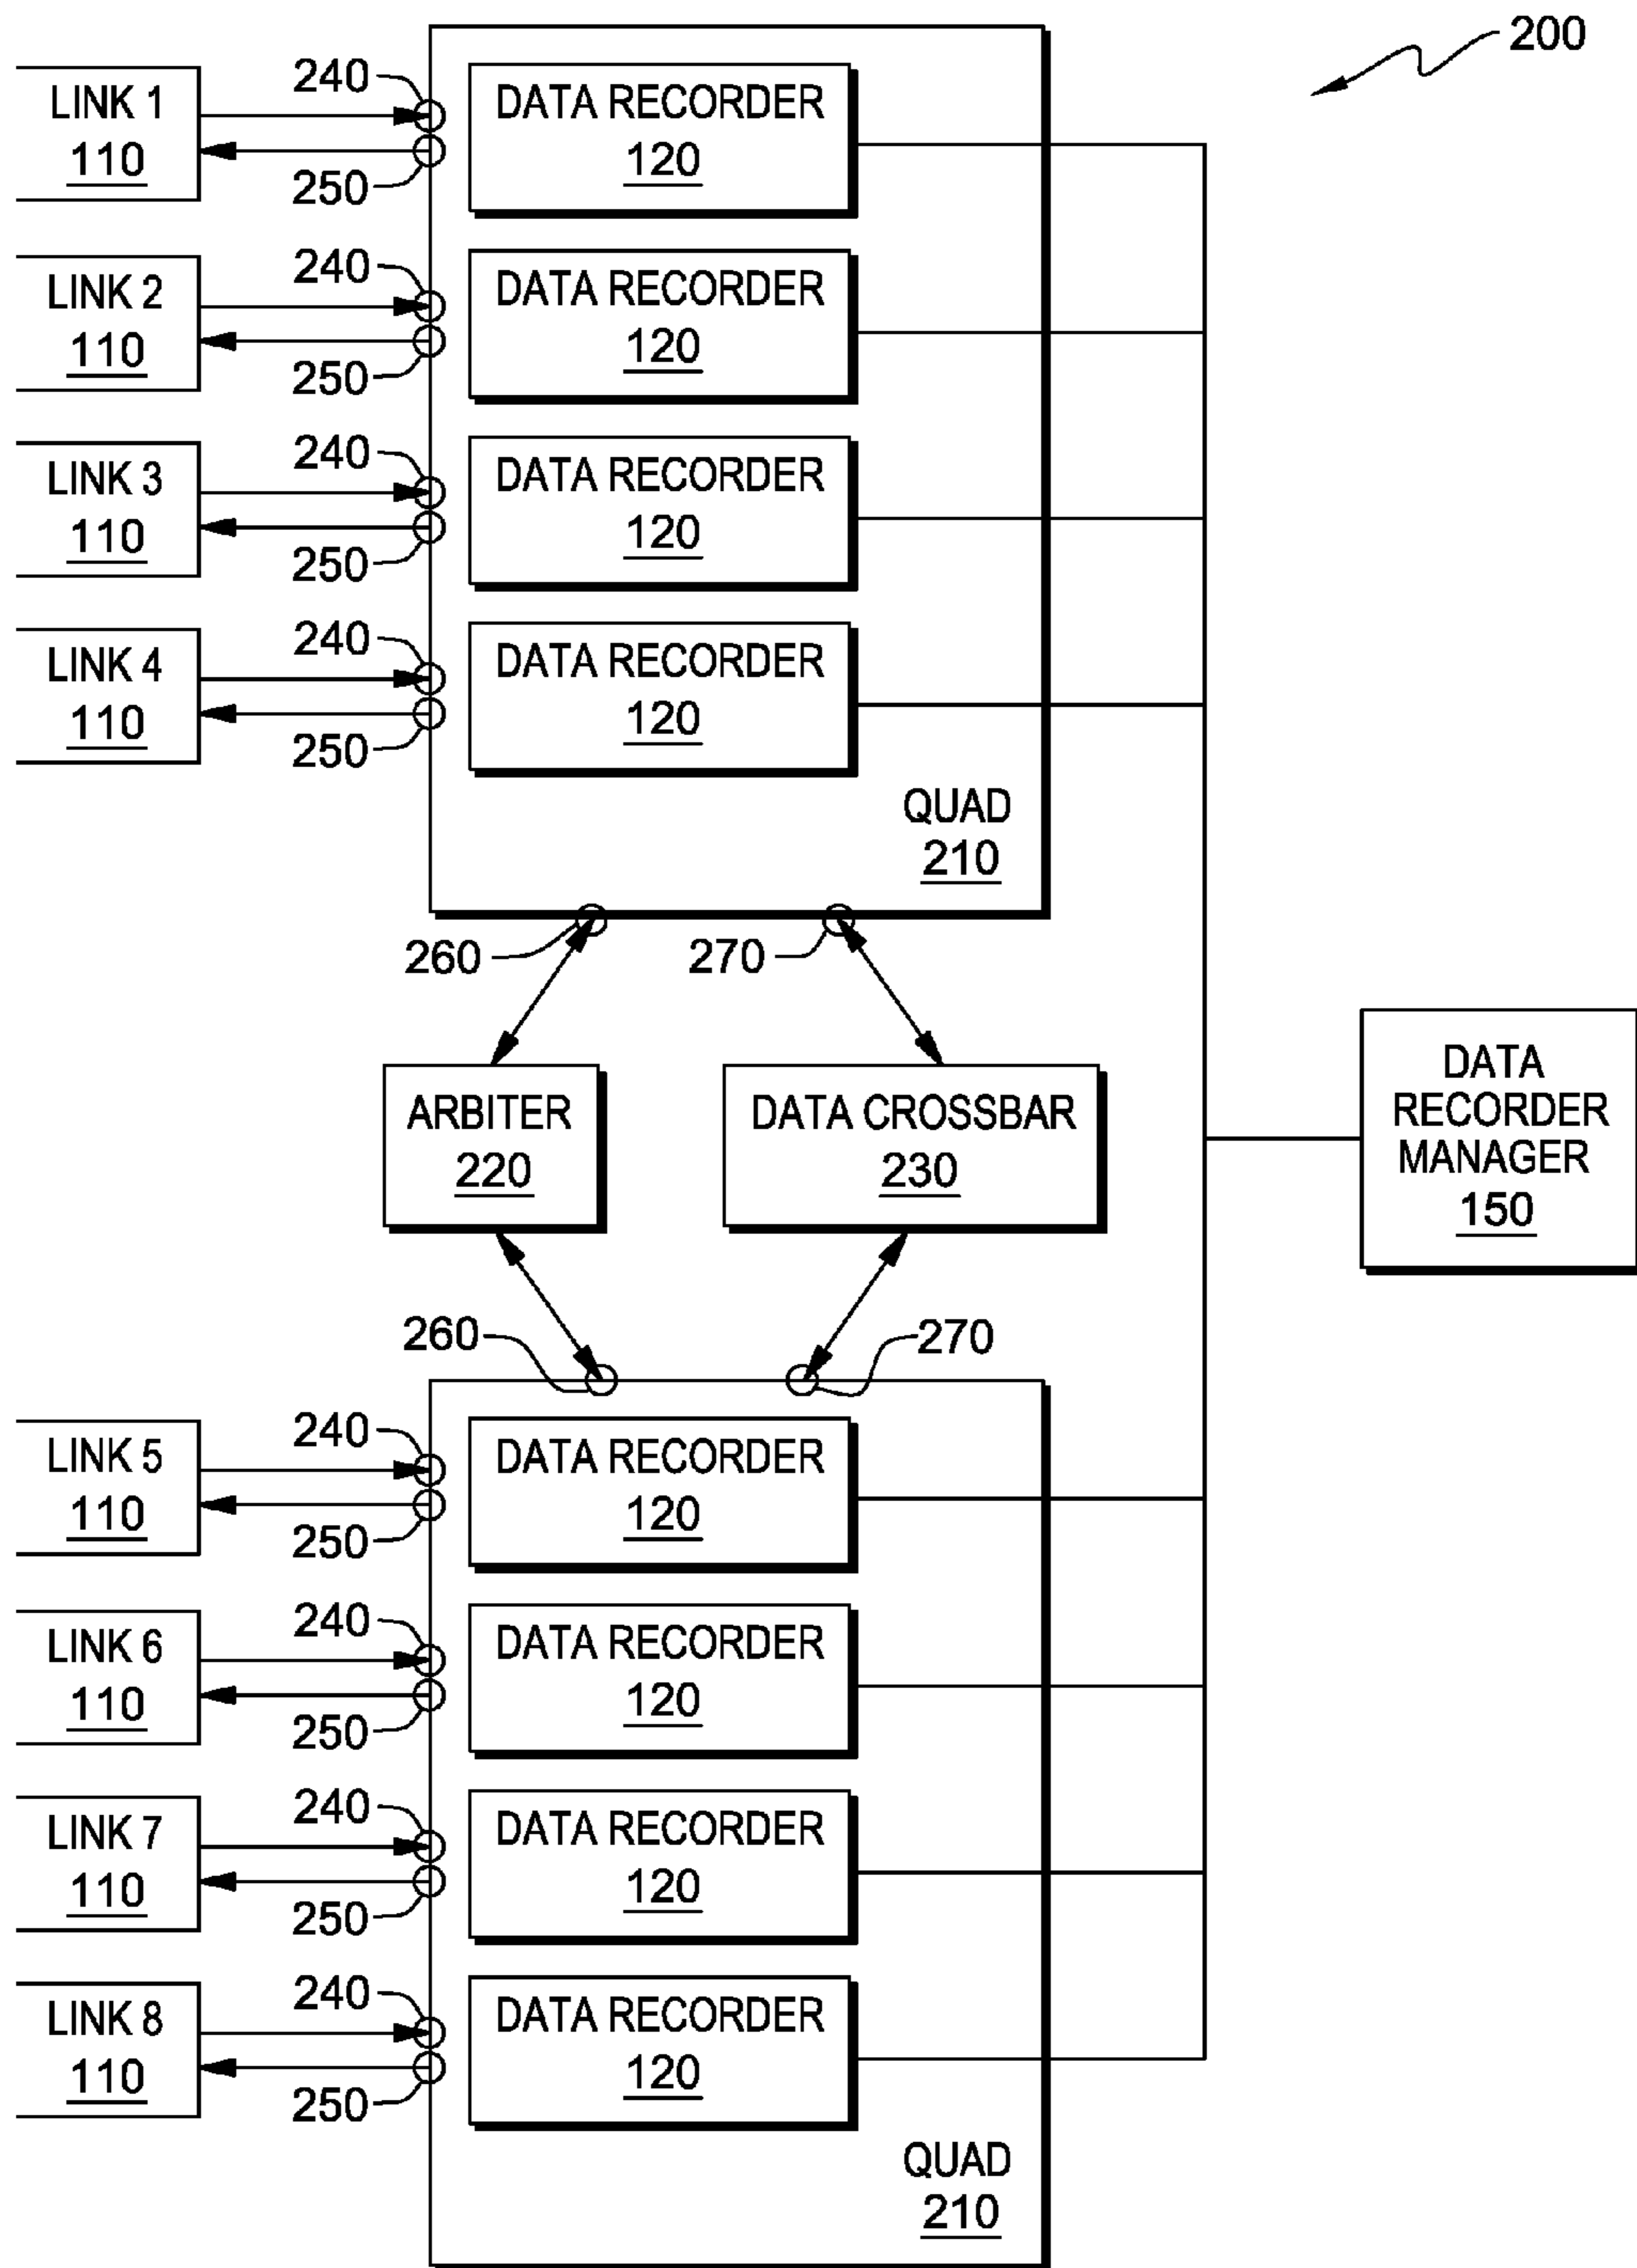 200
LINK 1
110
240
250
DATA RECORDER
120
LINK 2
110
240
250
DATA RECORDER
120
LINK 3
110
240
250
DATA RECORDER
120
LINK 4
110
240
250
DATA RECORDER
120
QUAD
210
260
270
ARBITER
220
DATA CROSSBAR
230
DATA
RECORDER
MANAGER
150
260
270
LINK 5
110
240
250
DATA RECORDER
120
LINK 6
110
240
250
DATA RECORDER
120
LINK 7
110
240
250
DATA RECORDER
120
LINK 8
110
240
250
DATA RECORDER
120
QUAD
210